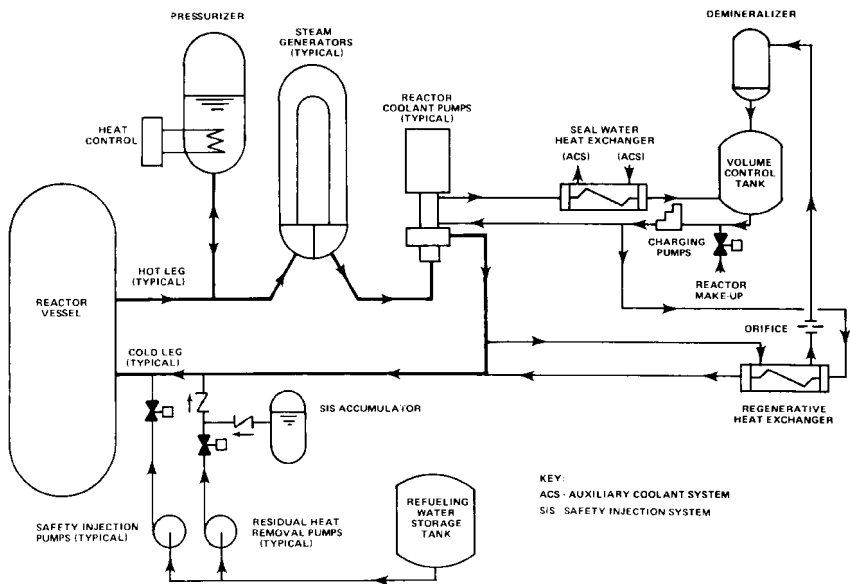 PRESSURIZER
STEAM
GENERATORS
(TYPICAL)
DEMINERALIZER
REACTOR
COOLANT PUMPS
(TYPICAL)
HEAT
CONTROL
SEAL WATER
HEAT EXCHANGER
(ACS)
(ACS)
VOLUME
CONTROL
TANK
CHARGING
PUMPS
REACTOR
MAKE-UP
HOT LEG
(TYPICAL)
REACTOR
VESSEL
ORIFICE
COLD LEG
(TYPICAL)
REGENERATIVE
HEAT EXCHANGER
SIS ACCUMULATOR
KEY:
ACS - AUXILIARY COOLANT SYSTEM
SIS SAFETY INJECTION SYSTEM
REFUELING
WATER
STORAGE
TANK
SAFETY INJECTION
PUMPS (TYPICAL)
RESIDUAL HEAT
REMOVAL PUMPS
(TYPICAL)